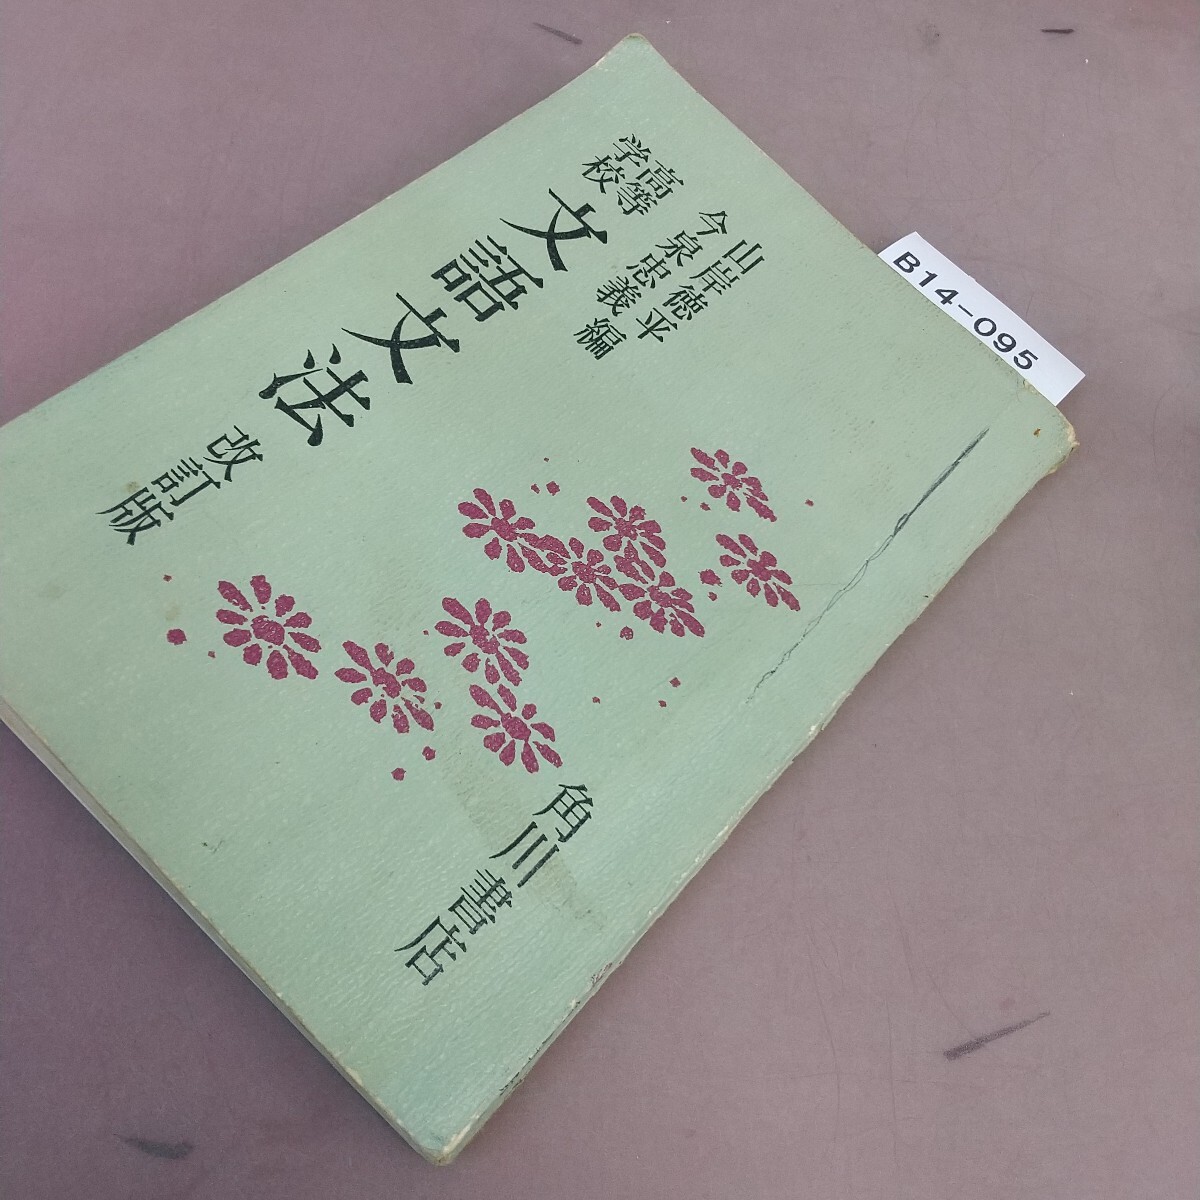 山岸徳平
今泉忠義編
高等
学校
文語文法 改訂版
角川書店
B14-095